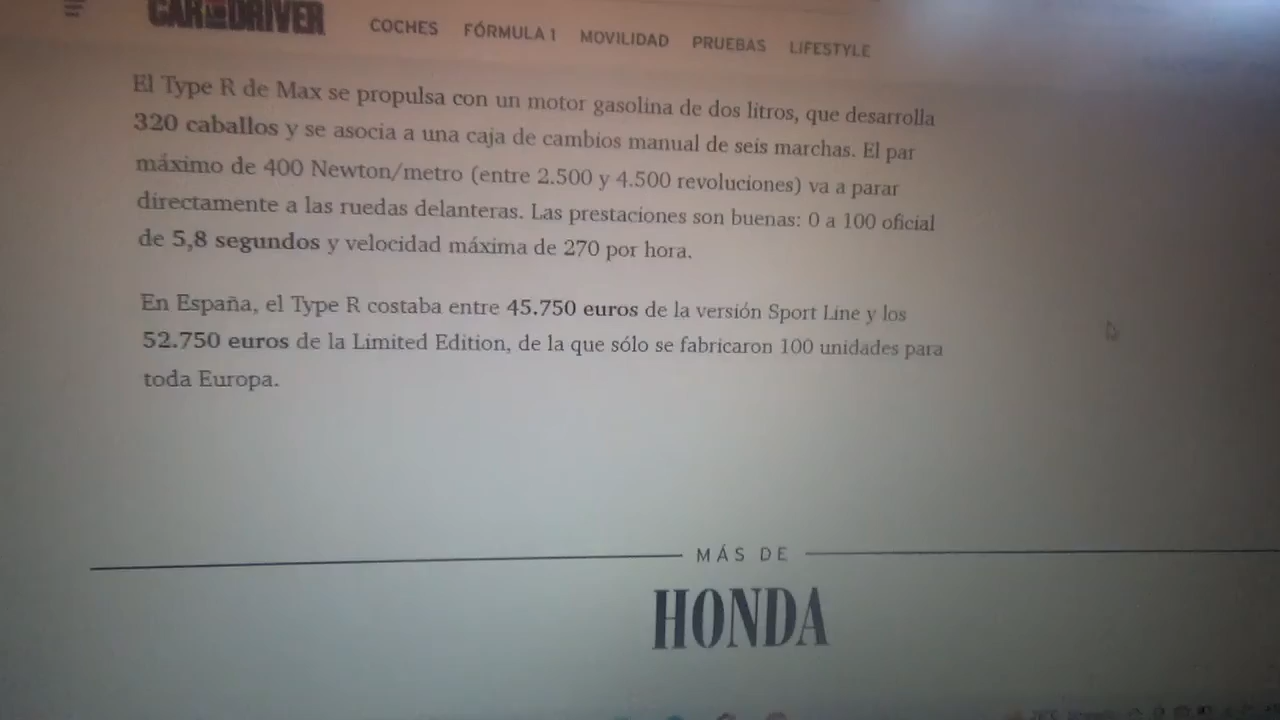 CAR AND DRIVER
COCHES FÓRMULA 1 MOVILIDAD PRUEBAS LIFESTYLE
El Type R de Max se propulsa con un motor gasolina de dos litros, que desarrolla
320 caballos y se asocia a una caja de cambios manual de seis marchas. El par
máximo de 400 Newton/metro (entre 2.500 y 4.500 revoluciones) va a parar
directamente a las ruedas delanteras. Las prestaciones son buenas: 0 a 100 oficial
de 5,8 segundos y velocidad máxima de 270 por hora.
En España, el Type R costaba entre 45.750 euros de la versión Sport Line y los
52.750 euros de la Limited Edition, de la que sólo se fabricaron 100 unidades para
toda Europa.
MÁS DE
HONDA